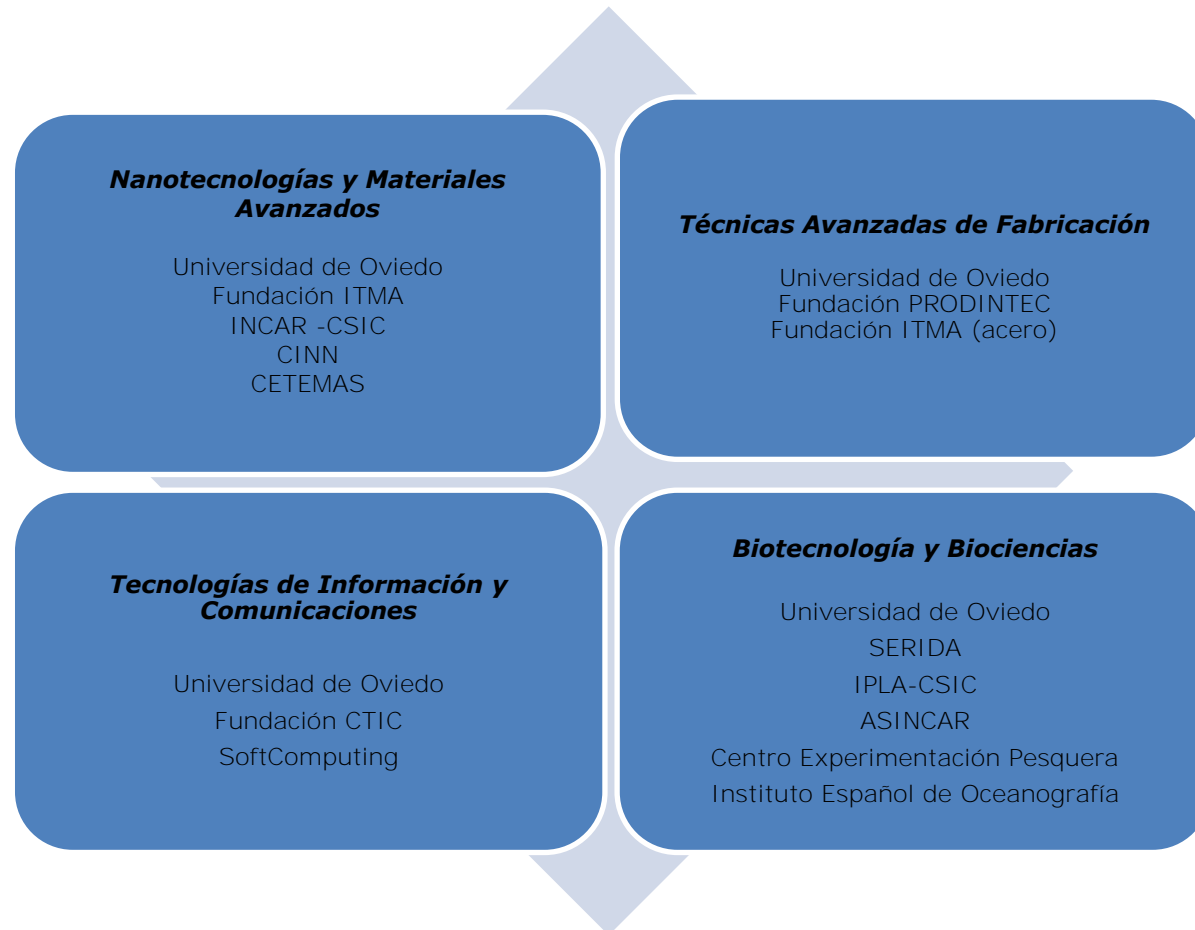 Nanotecnologías y Materiales
Avanzados
Universidad de Oviedo
Fundación ITMA
INCAR -CSIC
CINN
CETEMAS
Técnicas Avanzadas de Fabricación
Universidad de Oviedo
Fundación PRODINTEC
Fundación ITMA (acero)
Tecnologías de Información y
Comunicaciones
Universidad de Oviedo
Fundación CTIC
SoftComputing
Biotecnología y Biociencias
Universidad de Oviedo
SERIDA
IPLA-CSIC
ASINCAR
Centro Experimentación Pesquera
Instituto Español de Oceanografía